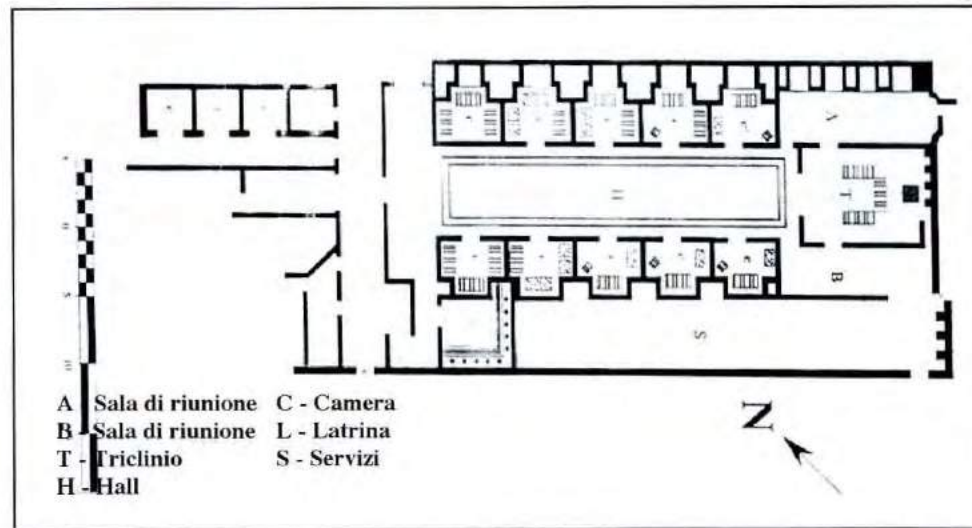 A
T
H
B
S
N
A - Sala di riunione C - Camera
B - Sala di riunione L - Latrina
T - Triclinio S - Servizi
H - Hall